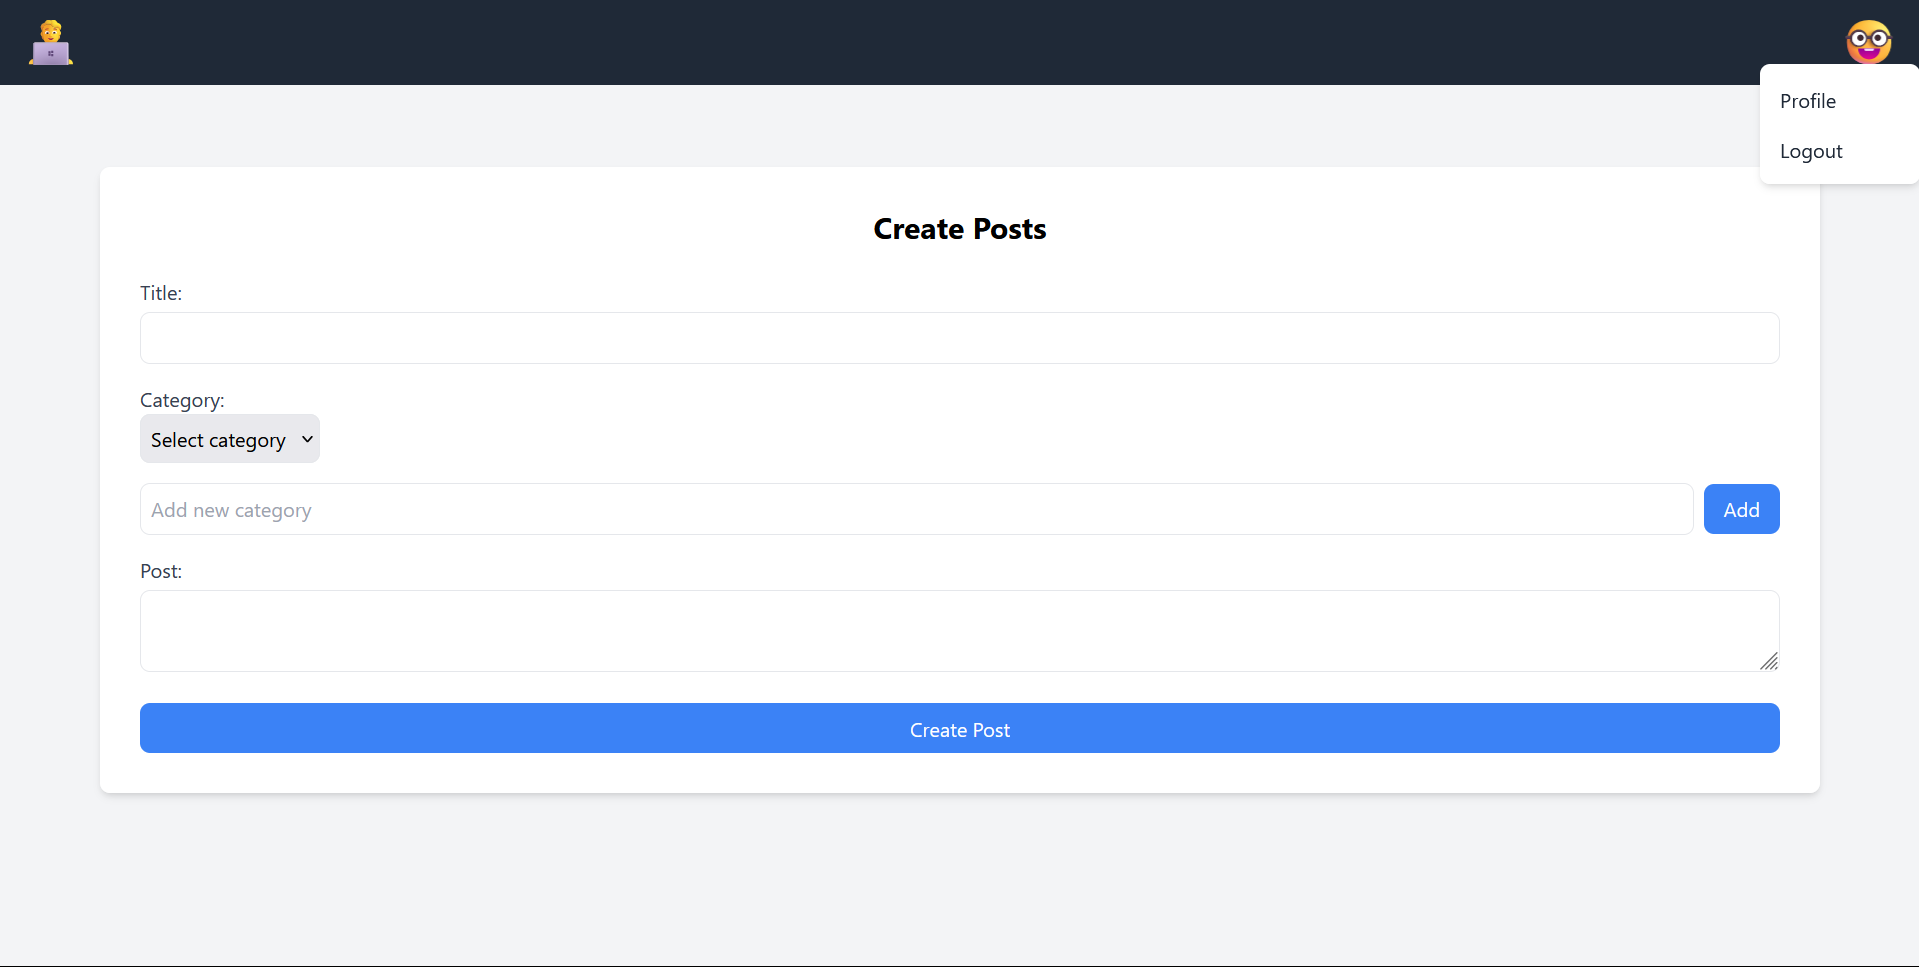 Profile
Logout
Create Posts
Title:
Category:
Select category
Add new category
Add
Post:
Create Post